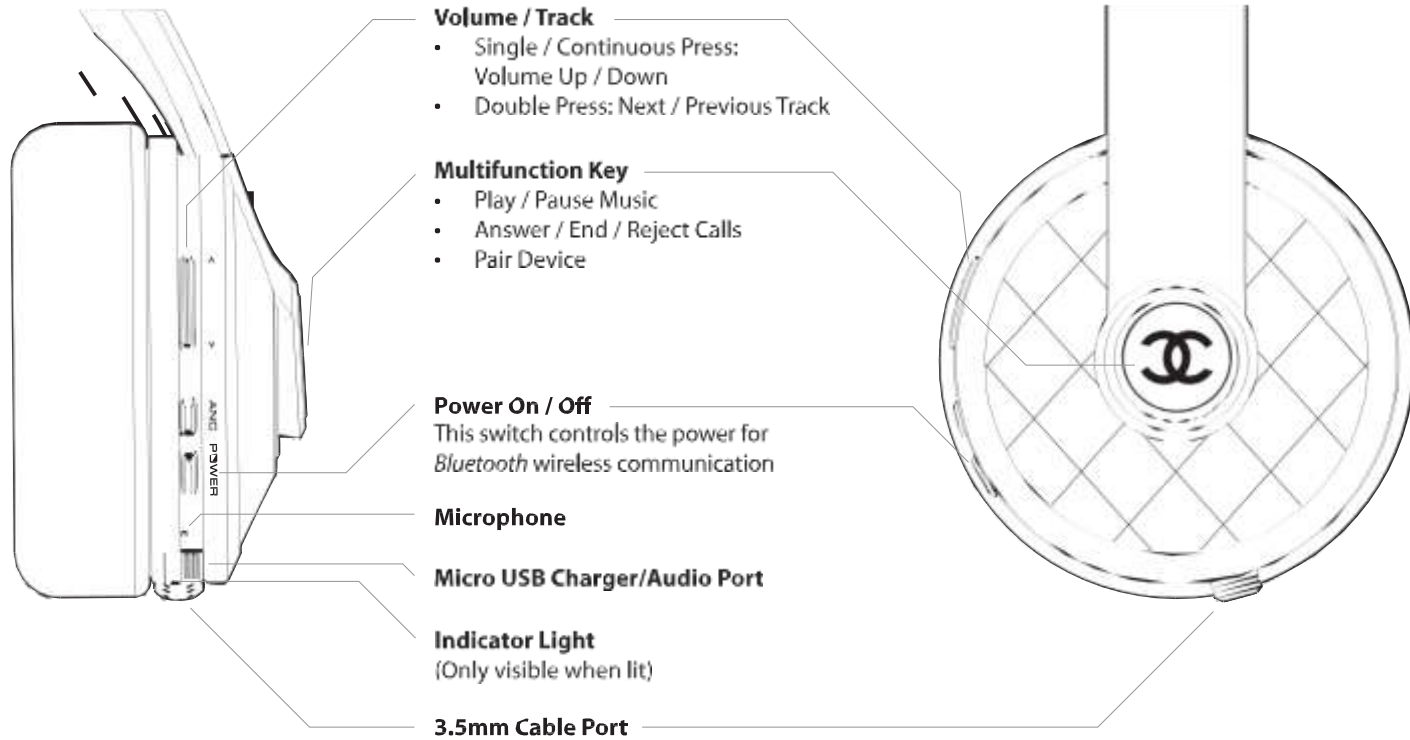 Volume / Track
• Single / Continuous Press:
Volume Up / Down
• Double Press: Next / Previous Track
Multifunction Key
• Play / Pause Music
• Answer / End / Reject Calls
• Pair Device
Power On / Off
This switch controls the power for
Bluetooth wireless communication
Microphone
Micro USB Charger/Audio Port
Indicator Light
(Only visible when lit)
3.5mm Cable Port
ANC
POWER